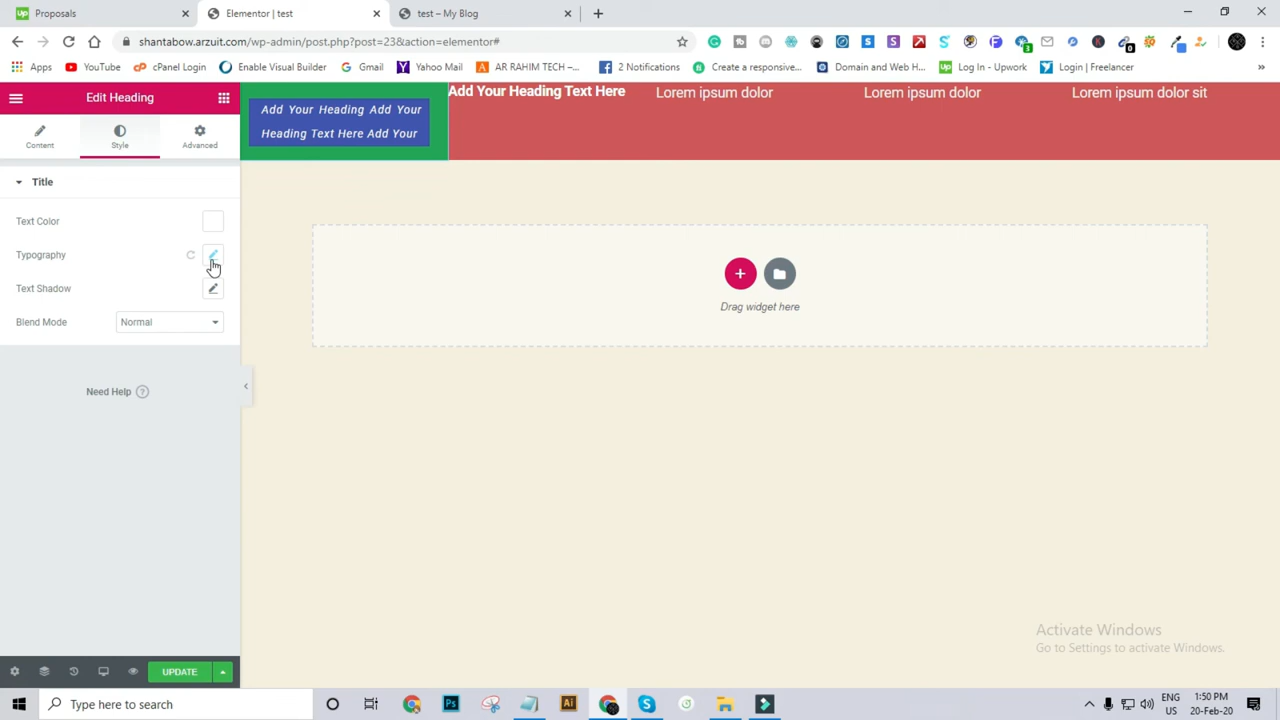 Proposals
Elementor | test
test – My Blog
shantabow.arzuit.com/wp-admin/post.php?post=23&action=elementor#
Apps
YouTube
cPanel Login
Enable Visual Builder
Gmail
Yahoo Mail
AR RAHIM TECH –...
2 Notifications
Create a responsive...
Domain and Web H...
Log In - Upwork
Login | Freelancer
»
Edit Heading
Content
Style
Advanced
Title
Text Color
Typography
Text Shadow
Blend Mode
Normal
Need Help
?
UPDATE
Add Your Heading Add Your
Heading Text Here Add Your
Add Your Heading Text Here
Lorem ipsum dolor
Lorem ipsum dolor
Lorem ipsum dolor sit
Drag widget here
Activate Windows
Go to Settings to activate Windows.
Type here to search
ENG
US
1:50 PM
20-Feb-20